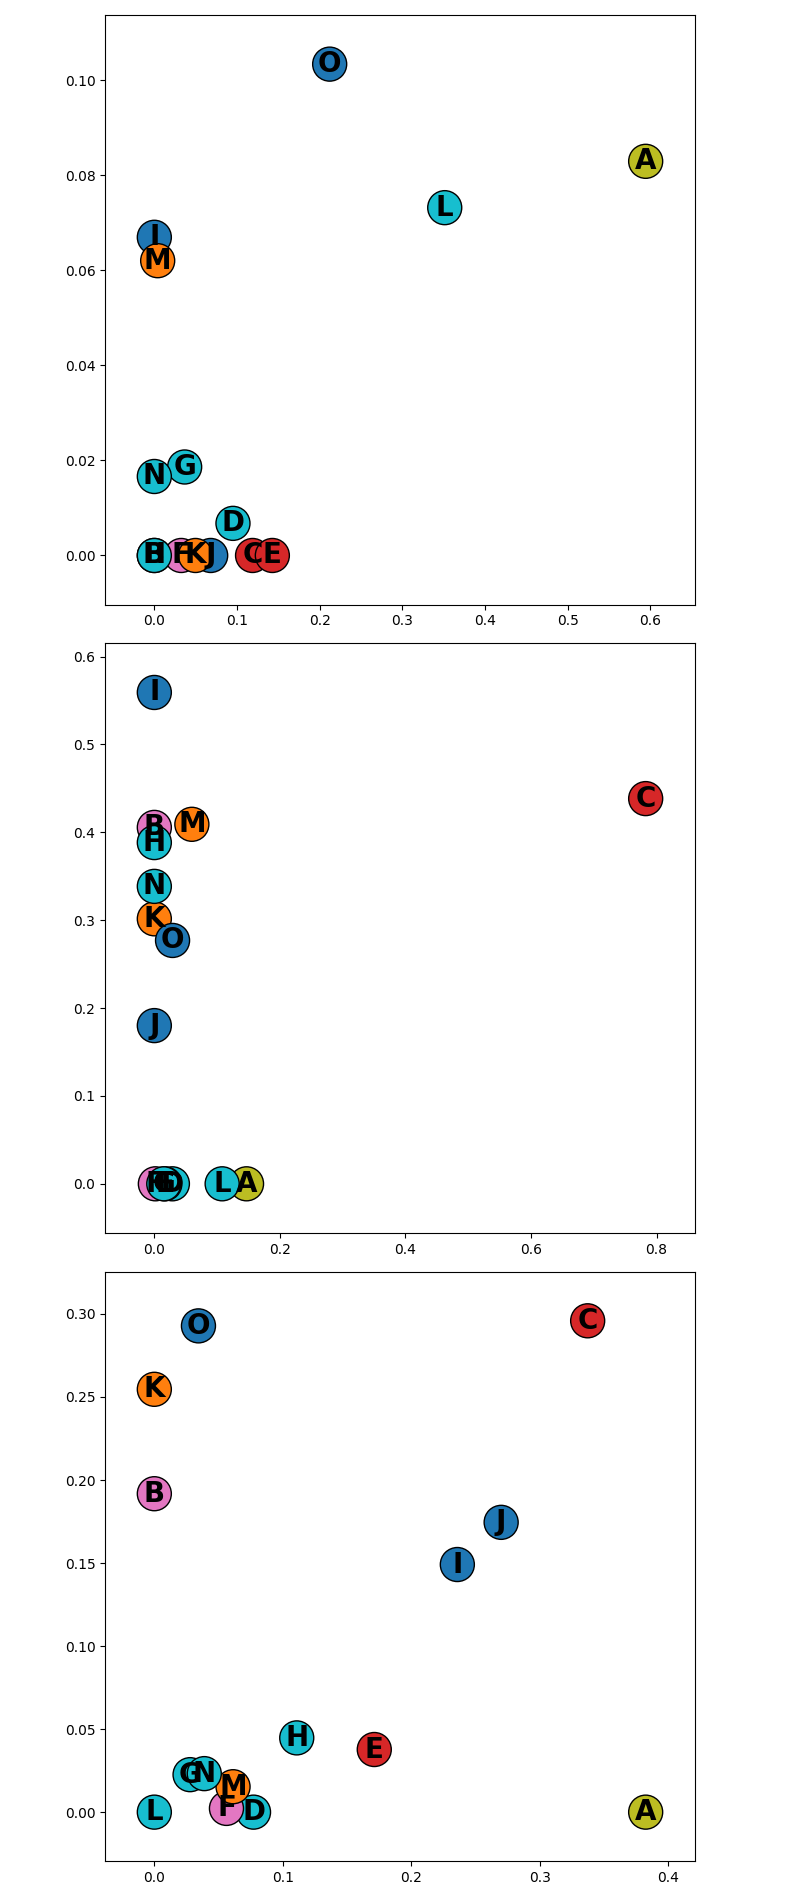 0.10
O
A
0.08
L
I
M
0.06
0.04
0.02
N G
D
0.00
H F K J C E
0.0 0.1 0.2 0.3 0.4 0.5 0.6
0.6
I
0.5
C
0.4
B M
H
N
0.3
K
O
0.2
J
0.1
0.0
G D L A
0.0 0.2 0.4 0.6 0.8
0.30
O C
0.25
K
0.20
B
J
0.15
I
0.10
0.05
H
E
G N
M
F
0.00
L D A
0.0 0.1 0.2 0.3 0.4